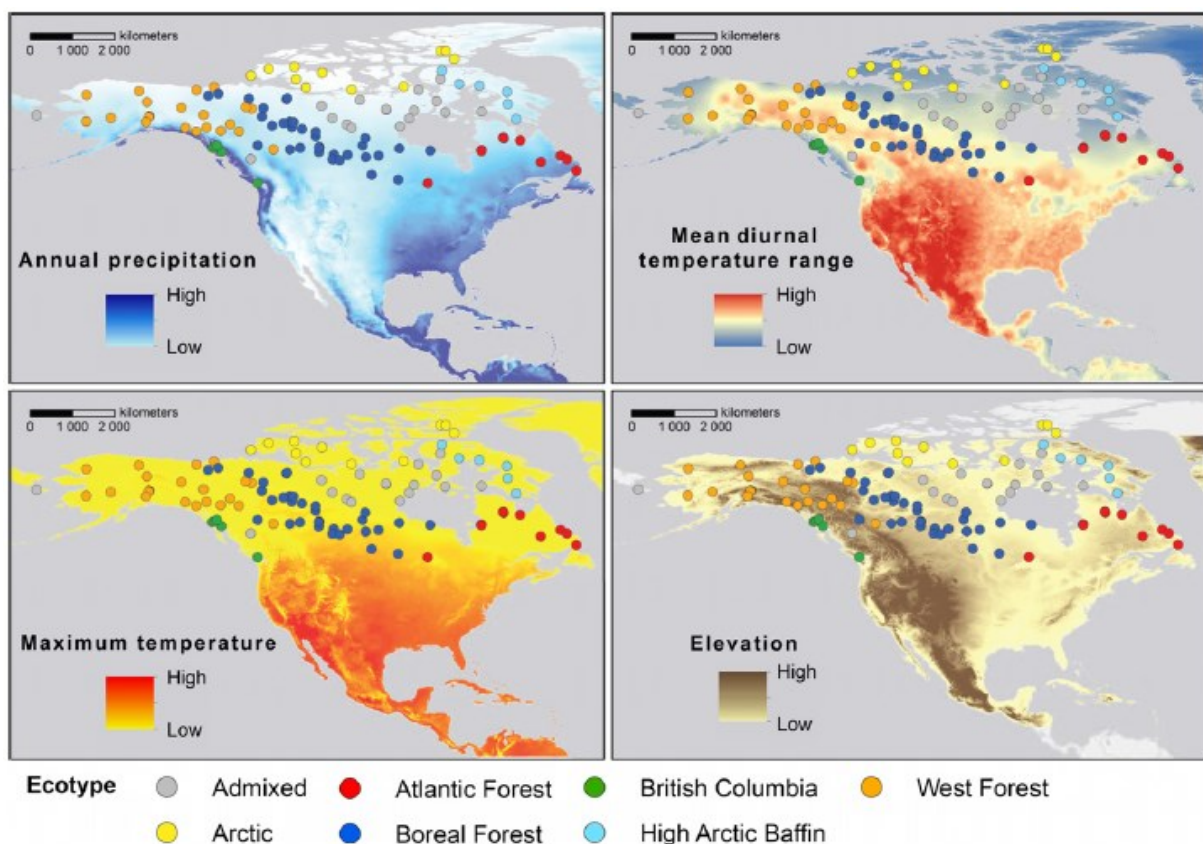 kilometers
0 1 000 2 000
Annual precipitation
High
Low
kilometers
0 1 000 2 000
Mean diurnal
temperature range
High
Low
kilometers
0 1 000 2 000
Maximum temperature
High
Low
kilometers
0 1 000 2 000
Elevation
High
Low
Ecotype Admixed Atlantic Forest British Columbia West Forest
Arctic Boreal Forest High Arctic Baffin